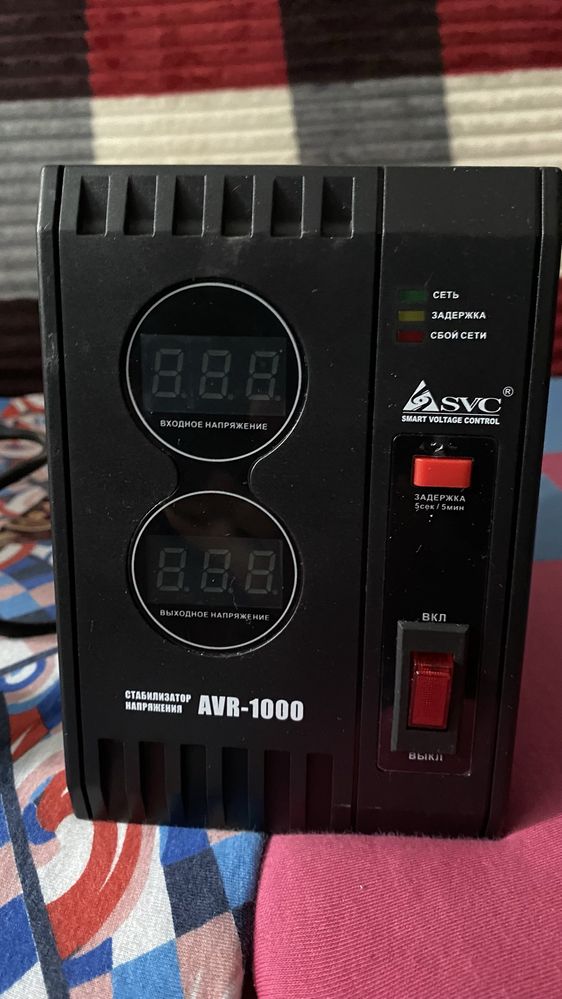 СЕТЬ
ЗАДЕРЖКА
СБОЙ СЕТИ
ВХОДНОЕ НАПРЯЖЕНИЕ
SVC®
SMART VOLTAGE CONTROL
ЗАДЕРЖКА
5сек / 5мин
ВЫХОДНОЕ НАПРЯЖЕНИЕ
ВКЛ
СТАБИЛИЗАТОР
НАПРЯЖЕНИЯ AVR-1000
ВЫКЛ